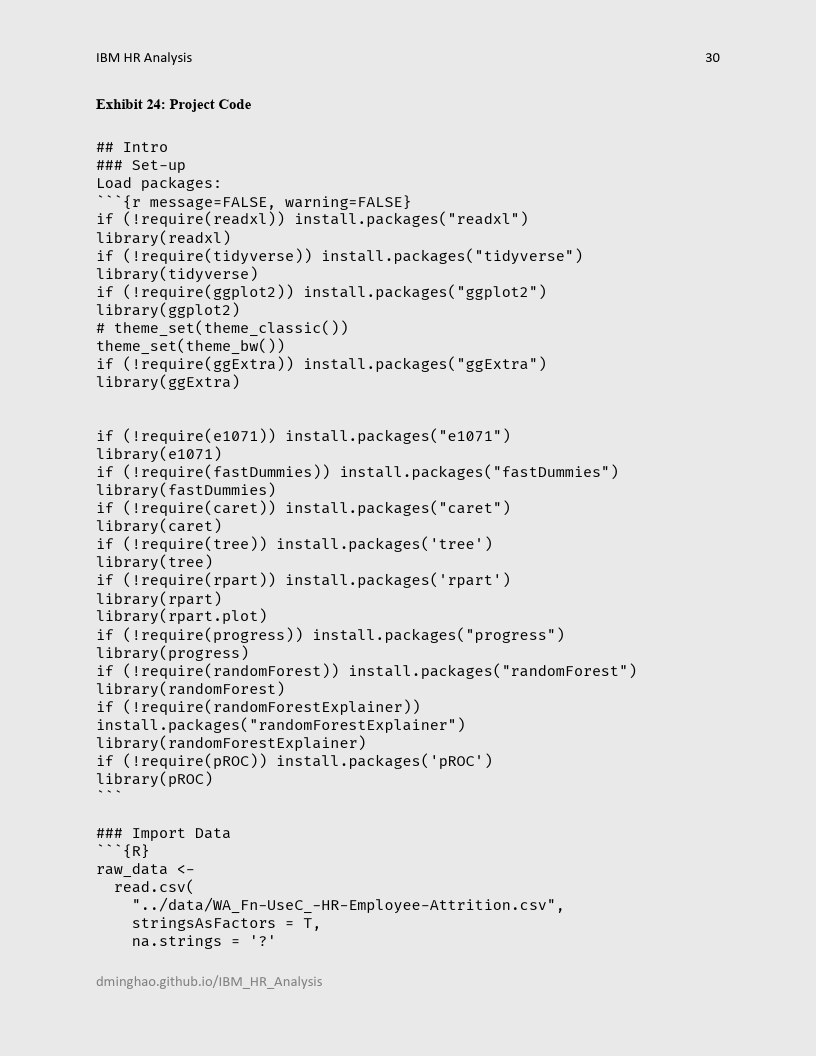 IBM HR Analysis 30
Exhibit 24: Project Code
## Intro
### Set-up
Load packages:
```{r message=FALSE, warning=FALSE}
if (!require(readxl)) install.packages("readxl")
library(readxl)
if (!require(tidyverse)) install.packages("tidyverse")
library(tidyverse)
if (!require(ggplot2)) install.packages("ggplot2")
library(ggplot2)
# theme_set(theme_classic())
theme_set(theme_bw())
if (!require(ggExtra)) install.packages("ggExtra")
library(ggExtra)
if (!require(e1071)) install.packages("e1071")
library(e1071)
if (!require(fastDummies)) install.packages("fastDummies")
library(fastDummies)
if (!require(caret)) install.packages("caret")
library(caret)
if (!require(tree)) install.packages('tree')
library(tree)
if (!require(rpart)) install.packages('rpart')
library(rpart)
library(rpart.plot)
if (!require(progress)) install.packages("progress")
library(progress)
if (!require(randomForest)) install.packages("randomForest")
library(randomForest)
if (!require(randomForestExplainer))
install.packages("randomForestExplainer")
library(randomForestExplainer)
if (!require(pROC)) install.packages('pROC')
library(pROC)
```
### Import Data
```{R}
raw_data <-
  read.csv(
    "../data/WA_Fn-UseC_-HR-Employee-Attrition.csv",
    stringsAsFactors = T,
    na.strings = '?'
dminghao.github.io/IBM_HR_Analysis